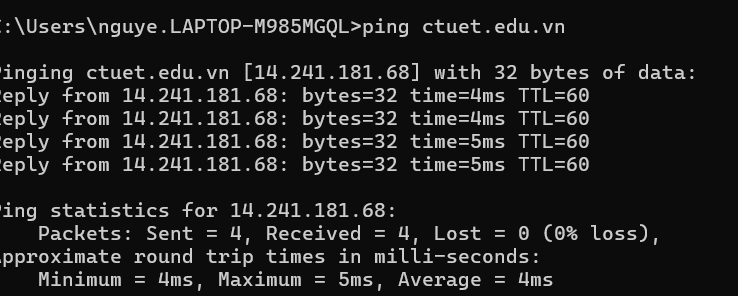 :\Users\nguye.LAPTOP-M985MGQL>ping ctuet.edu.vn
Pinging ctuet.edu.vn [14.241.181.68] with 32 bytes of data:
Reply from 14.241.181.68: bytes=32 time=4ms TTL=60
Reply from 14.241.181.68: bytes=32 time=4ms TTL=60
Reply from 14.241.181.68: bytes=32 time=5ms TTL=60
Reply from 14.241.181.68: bytes=32 time=5ms TTL=60
Ping statistics for 14.241.181.68:
Packets: Sent = 4, Received = 4, Lost = 0 (0% loss),
Approximate round trip times in milli-seconds:
Minimum = 4ms, Maximum = 5ms, Average = 4ms